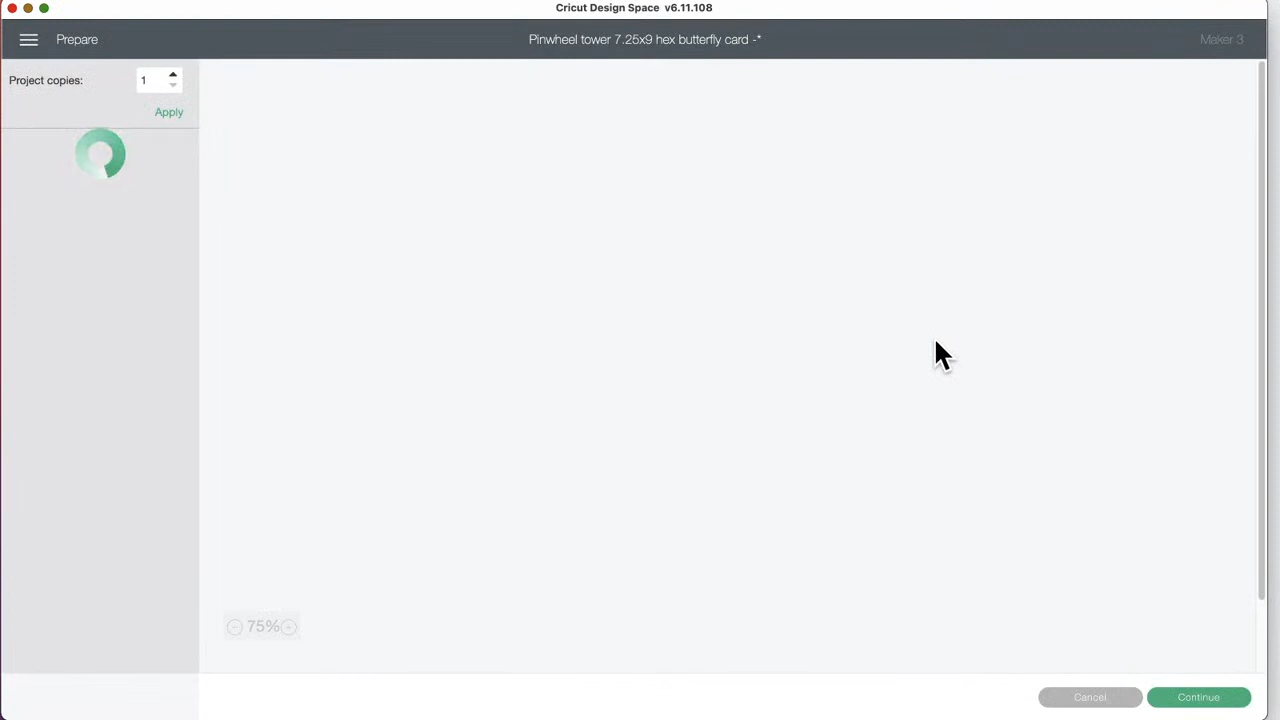 Cricut Design Space v6.11.108
Prepare
Pinwheel tower 7.25x9 hex butterfly card -*
Maker 3
Project copies:
1
Apply
75%
Cancel
Continue